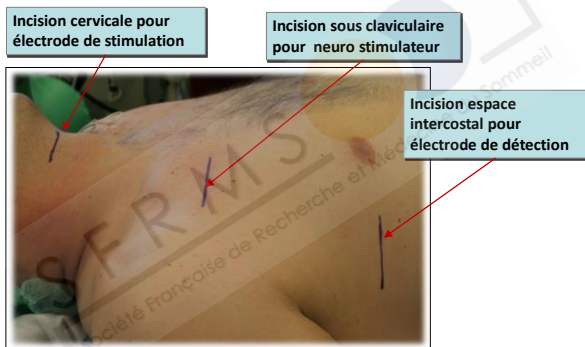 Incision cervicale pour
électrode de stimulation
Incision sous claviculaire
pour neuro stimulateur
Incision espace
intercostal pour
électrode de détection
SFRMS
Société Française de Recherche et Médecine du Sommeil